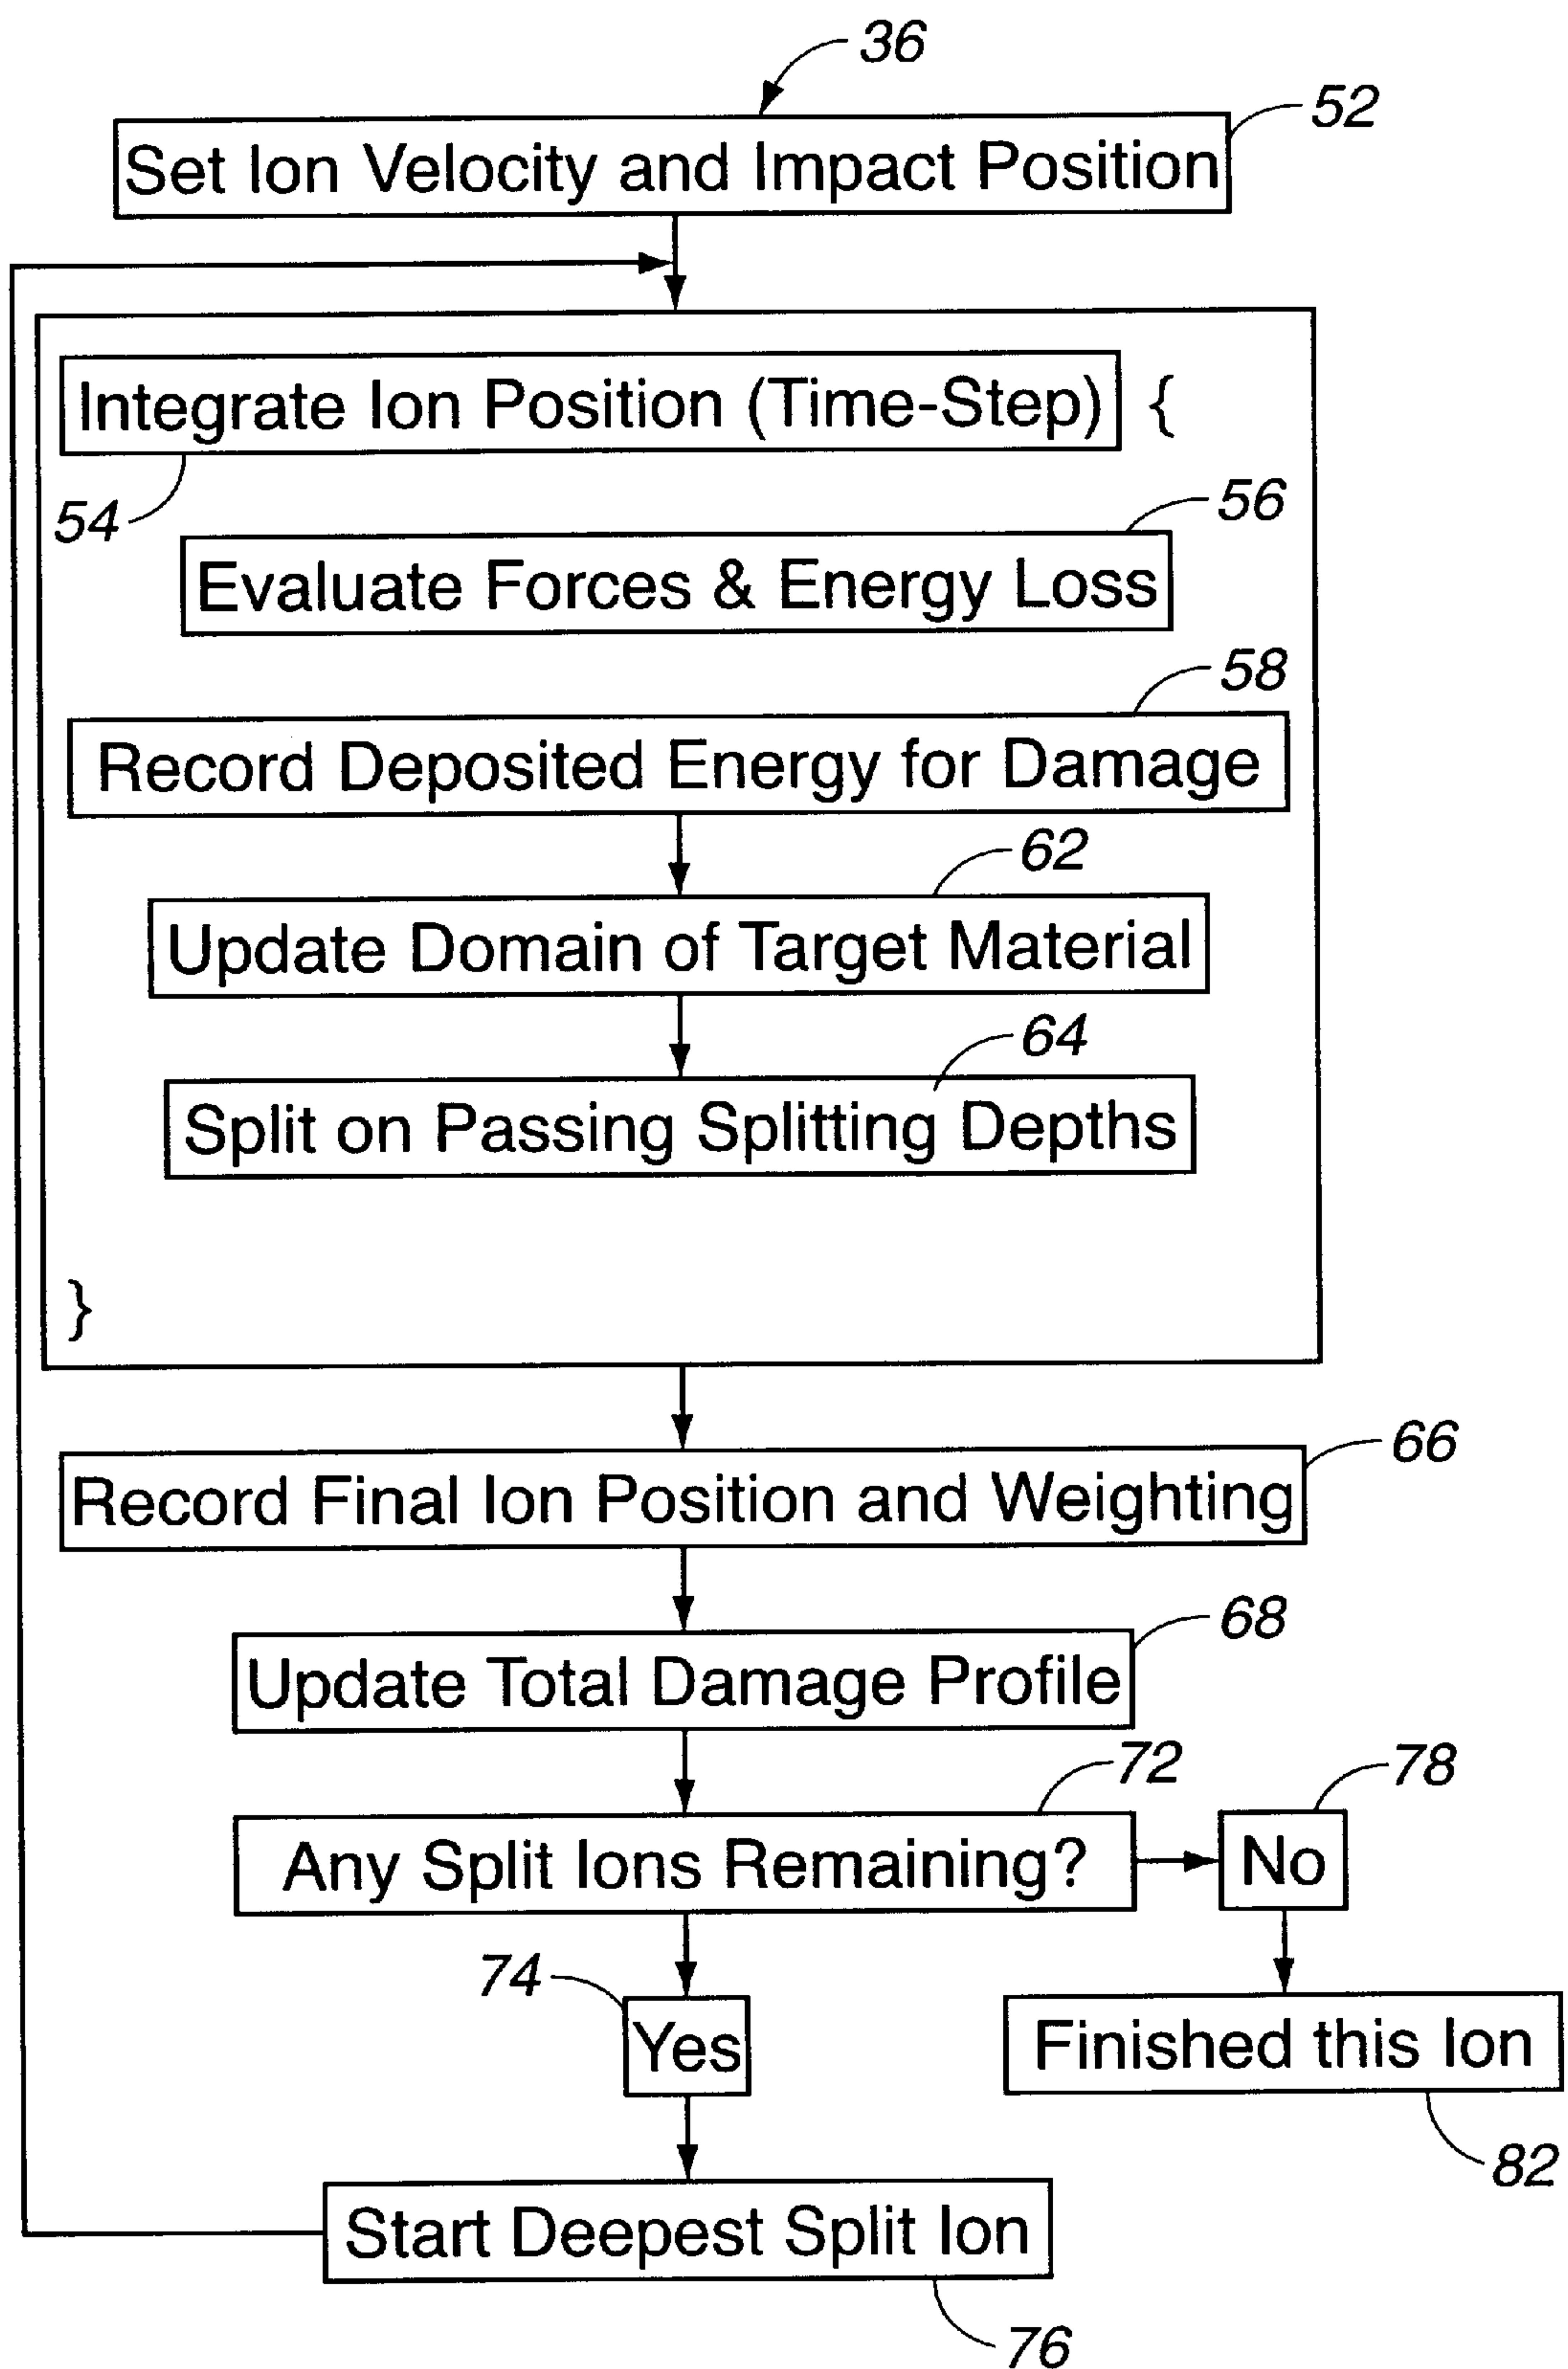 36
52
Set Ion Velocity and Impact Position
Integrate Ion Position (Time-Step) {
54
56
Evaluate Forces & Energy Loss
58
Record Deposited Energy for Damage
62
Update Domain of Target Material
64
Split on Passing Splitting Depths
}
66
Record Final Ion Position and Weighting
68
Update Total Damage Profile
72
78
Any Split Ions Remaining?
No
74
Yes
Finished this Ion
82
Start Deepest Split Ion
76